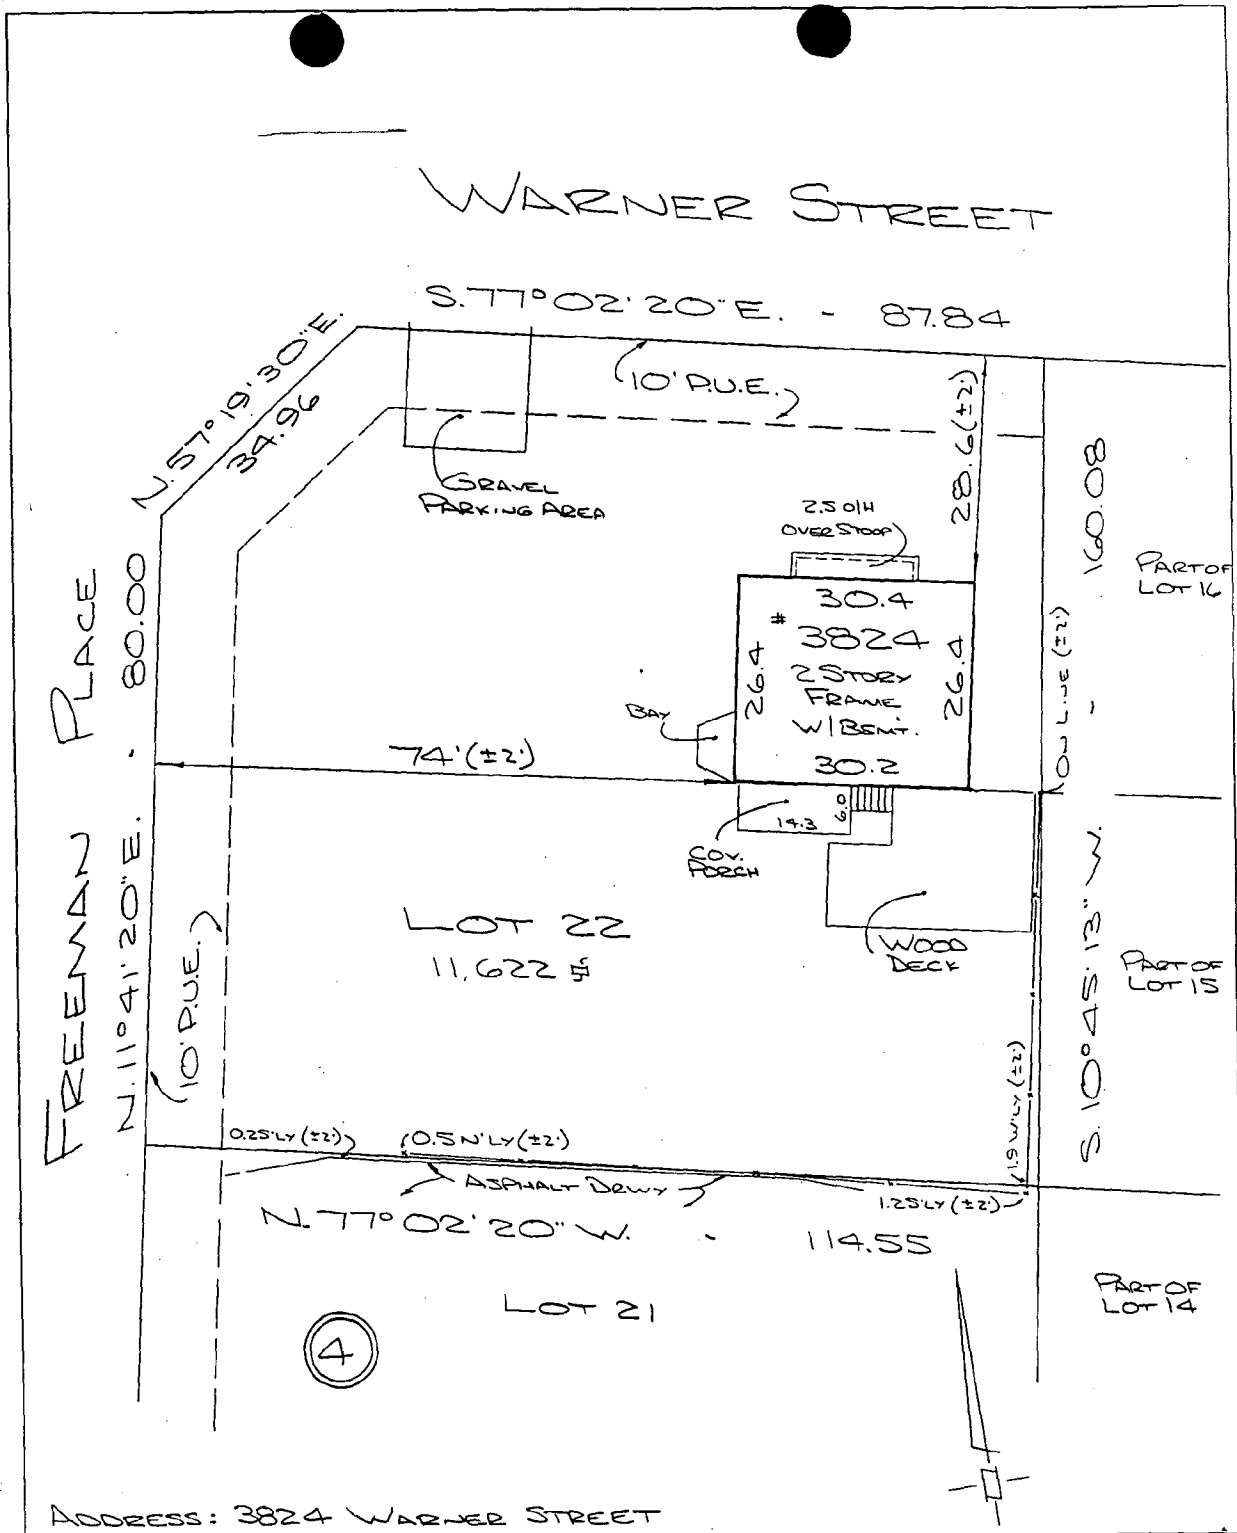 WARNER STREET
S. 77° 02' 20" E. - 87.84
N. 57° 19' 30" E.
34.96
10' P.U.E.
28.6 (±2')
160.08
GRAVEL
PARKING AREA
2.5 O/H
OVER STOOP
PART OF
LOT 16
30.4
# 3824
2 STORY
FRAME
W/ BSMT.
30.2
26.4
26.4
BAY
ON LINE (±2')
FREEMAN PLACE
N. 11° 41' 20" E. - 80.00
74' (±2')
14.3
6.0
COV.
PORCH
LOT 22
11,622
WOOD
DECK
PART OF
LOT 15
S. 10° 45' 13" W. -
10' P.U.E.
0.2 S'LY (±2')
0.5 N'LY (±2')
1.9 W'LY (±2')
ASPHALT DRWY
1.2 S'LY (±2')
N. 77° 02' 20" W. - 114.55
LOT 21
PART OF
LOT 14
4
ADDRESS: 3824 WARNER STREET